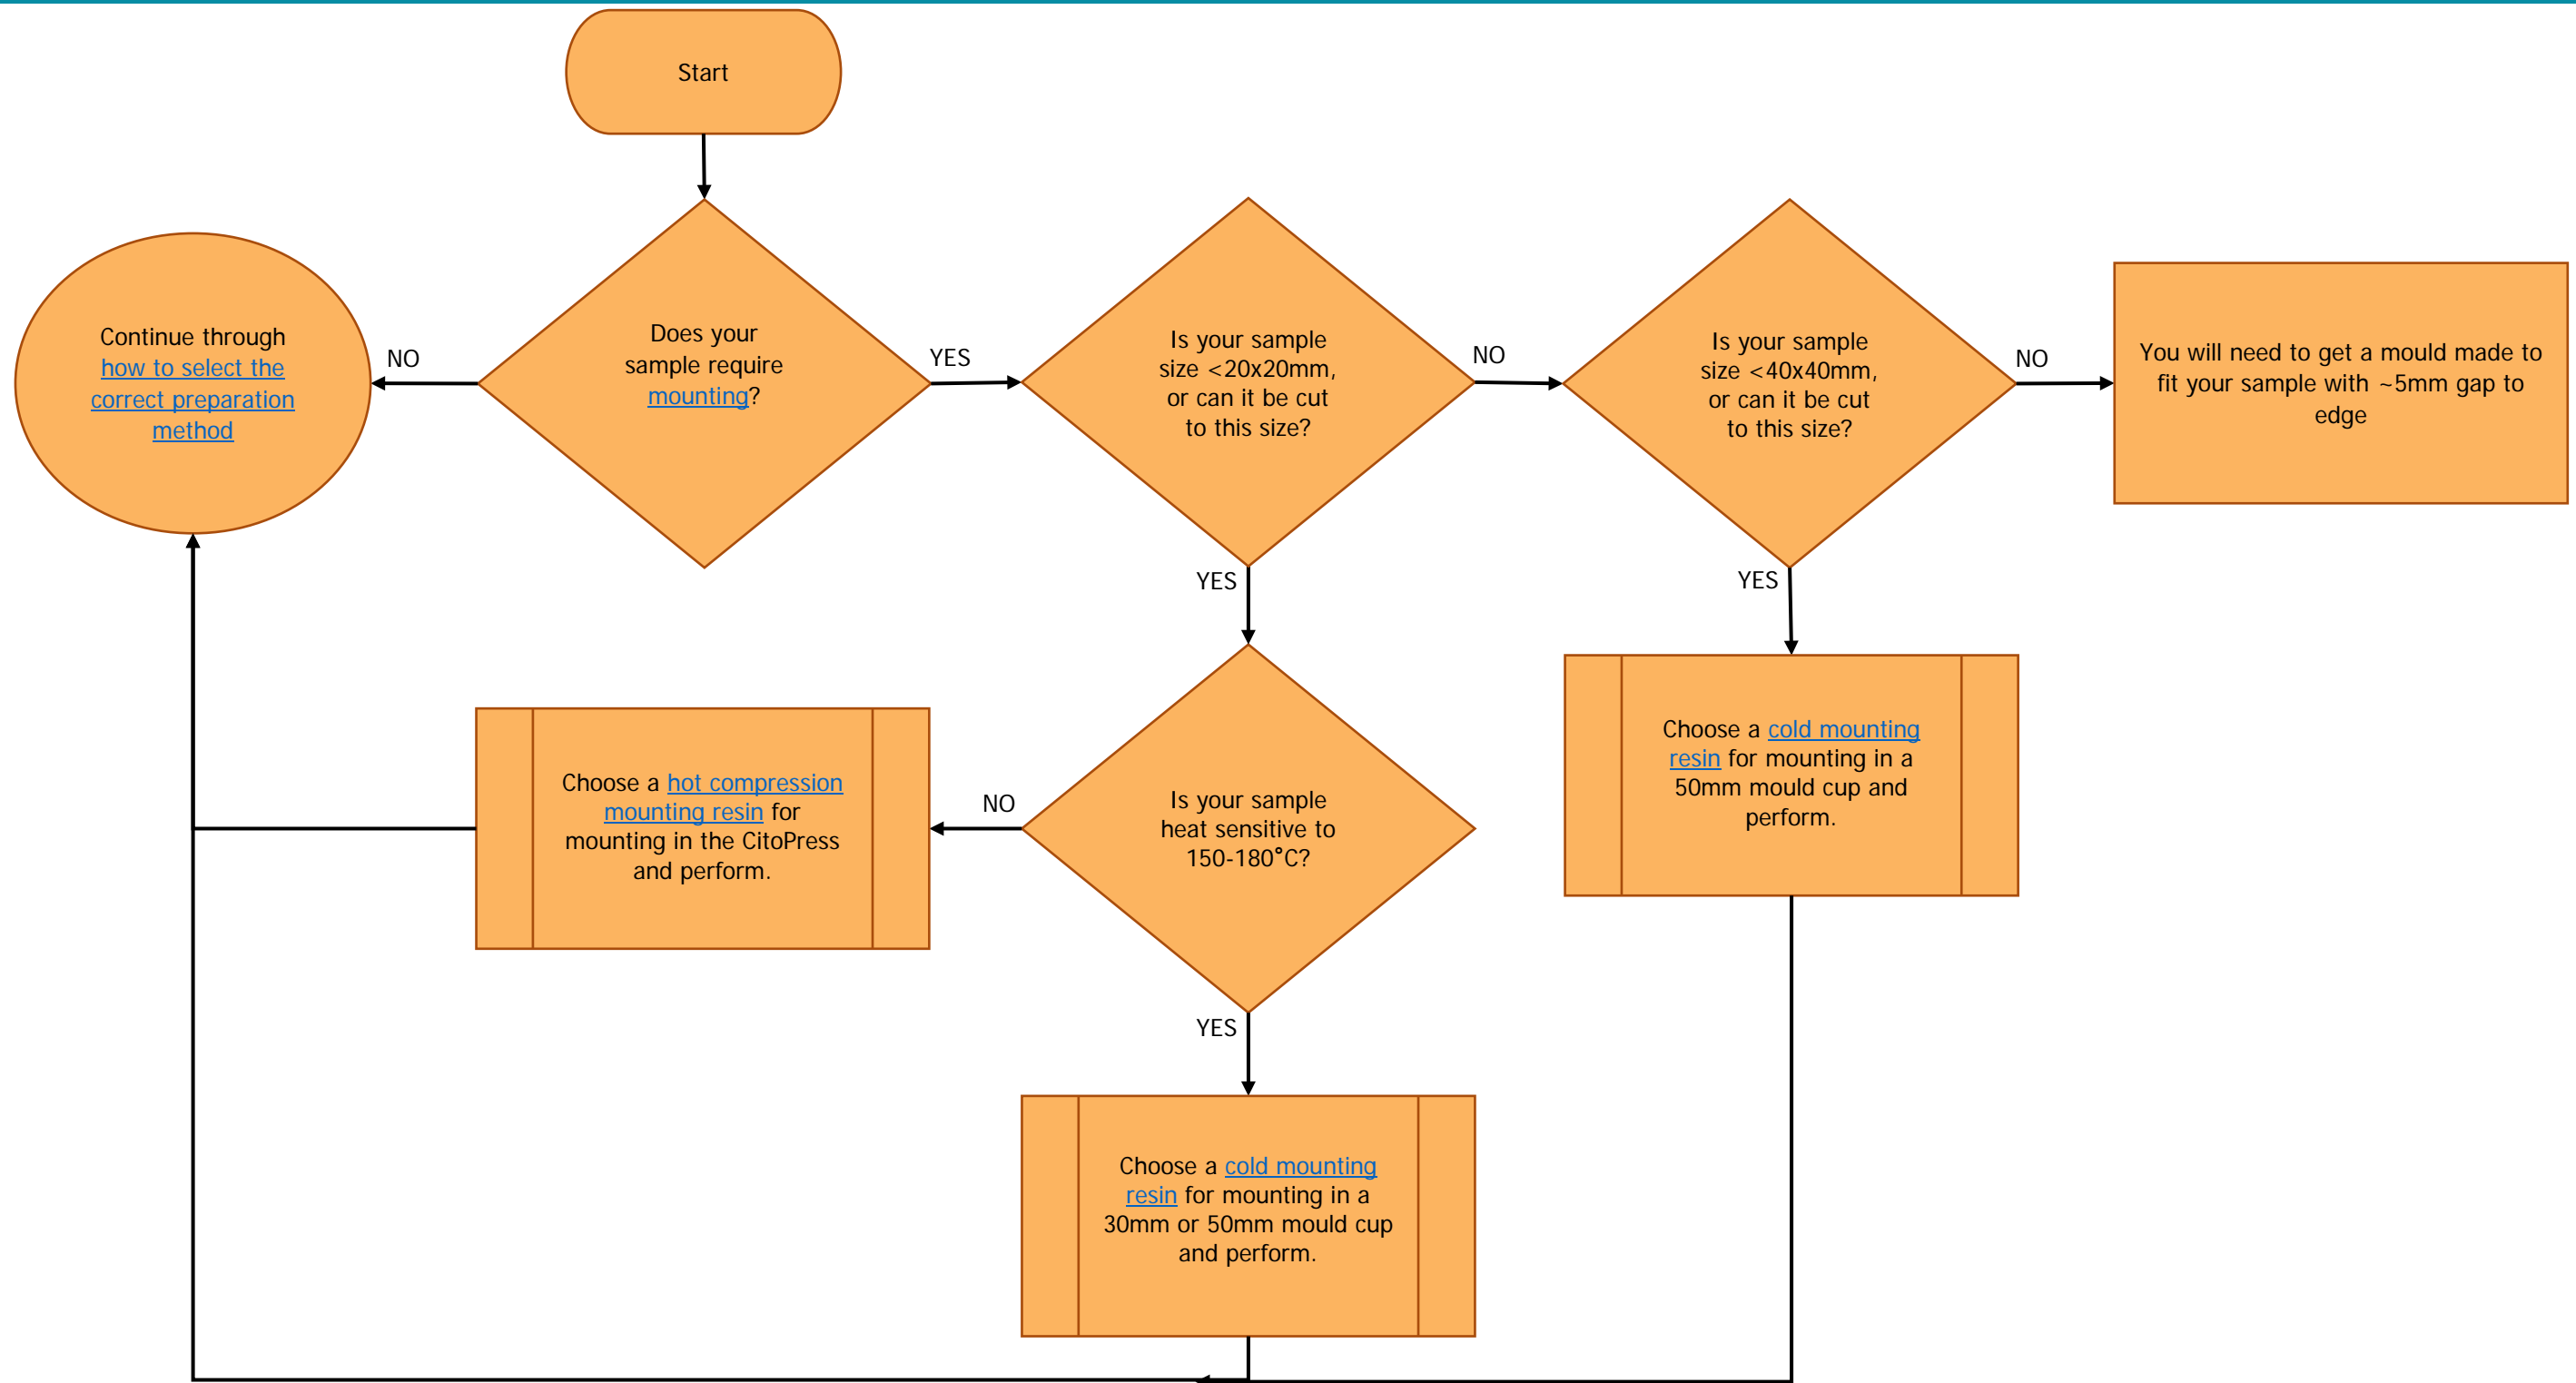 Start
Continue through
how to select the
correct preparation
method
NO
Does your
sample require
mounting?
YES
Is your sample
size <20x20mm,
or can it be cut
to this size?
NO
Is your sample
size <40x40mm,
or can it be cut
to this size?
NO
You will need to get a mould made to
fit your sample with ~5mm gap to
edge
YES
YES
Choose a hot compression
mounting resin for
mounting in the CitoPress
and perform.
NO
Is your sample
heat sensitive to
150-180°C?
Choose a cold mounting
resin for mounting in a
50mm mould cup and
perform.
YES
Choose a cold mounting
resin for mounting in a
30mm or 50mm mould cup
and perform.